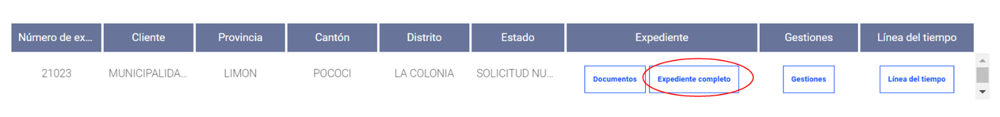 Número de ex... Cliente Provincia Cantón Distrito Estado Expediente Gestiones Línea del tiempo
21023 MUNICIPALIDA... LIMON POCOCI LA COLONIA SOLICITUD NU... Documentos Expediente completo Gestiones Línea del tiempo